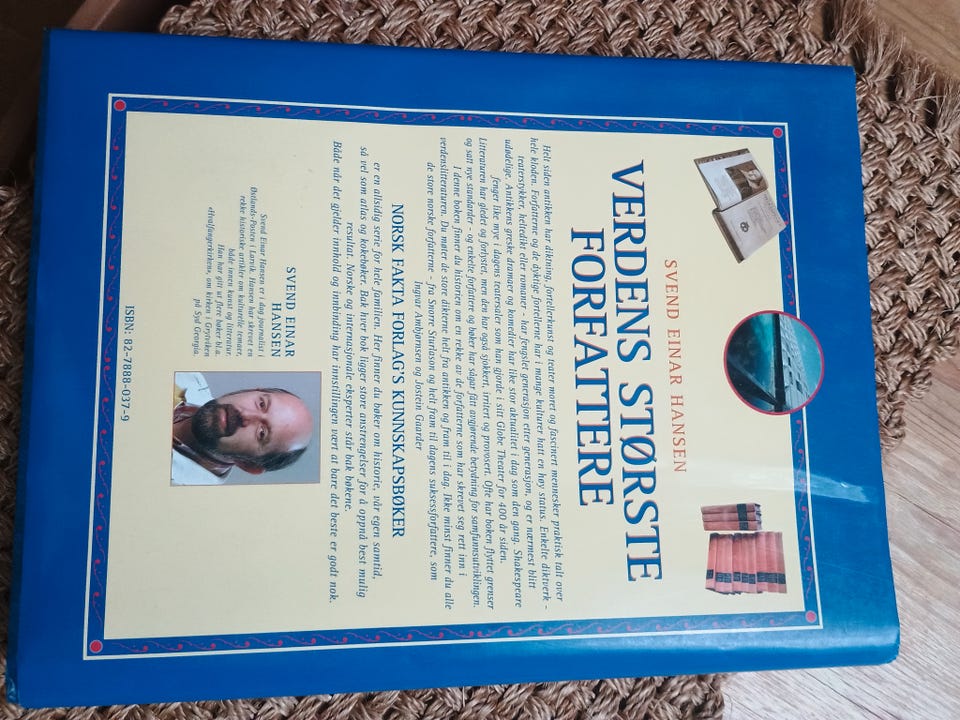 SVEND EINAR HANSEN
VERDENS STØRSTE
FORFATTERE
Helt siden antikken har diktning, fortellerkunst og teater moret og fascinert mennesker praktisk talt over
hele kloden. Forfatterne og de dyktige fortellerne har i mange kulturer hatt en høy status. Enkelte diktverk -
teaterstykker, heltedikt eller romaner - har fengslet generasjon etter generasjon, og er nærmest blitt
udødelige. Antikkens greske dramaer og komedier har like stor aktualitet i dag som den gang. Shakespeare
fenger like mye i dagens teatersaler som han gjorde i sitt Globe Theater for 400 år siden.
Litteraturen har gledet og forlystet, men den har også sjokkert, irritert og provosert. Ofte har boken flyttet grenser
og satt nye standarder - og enkelte forfattere og bøker har sågar fått avgjørende betydning for samfunnsutviklingen.
I denne boken finner du historien om en rekke av de forfatterne som har skrevet seg rett inn i
verdenslitteraturen. Du møter de store dikterne helt fra antikken og fram til i dag. Ikke minst finner du alle
de store norske forfatterne - fra Snorre Sturlason og helt fram til dagens suksessforfattere, som
Ingvar Ambjørnsen og Jostein Gaarder
NORSK FAKTA FORLAG'S KUNNSKAPSBØKER
er en allsidig serie for hele familien. Her finner du bøker om historie, vår egen samtid,
så vel som atlas og kokebøker. Bak hver bok ligger store anstrengelser for å oppnå best mulig
resultat. Norske og internasjonale eksperter står bak bøkene.
Både når det gjelder innhold og innbinding har innstillingen vært at bare det beste er godt nok.
SVEND EINAR
HANSEN
Svend Einar Hansen er i dag journalist i
Østlands-Posten i Larvik. Hansen har skrevet en
rekke historiske artikler om kulturelle temaer,
både innen kunst og litteratur.
Han har gitt ut flere bøker bl.a.
«Hvalfangerkirken», om kirken i Grytviken
på Syd Georgia.
ISBN: 82-7888-037-9